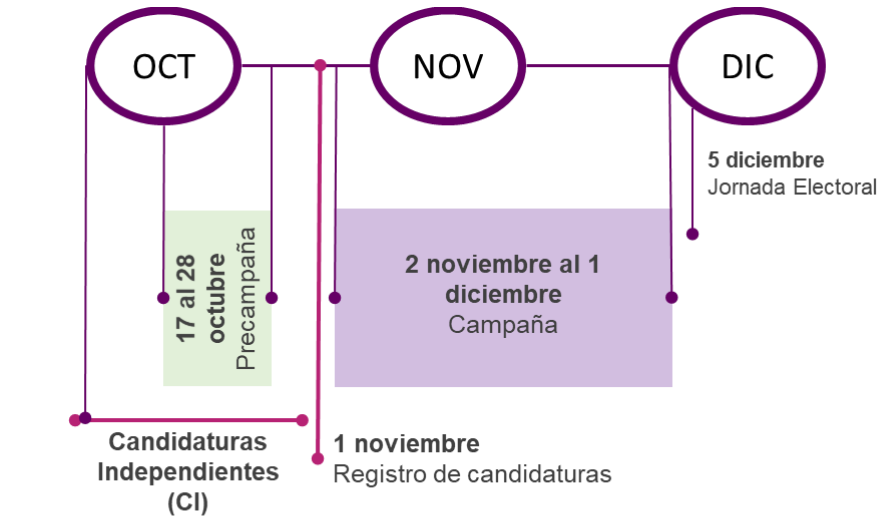 OCT
NOV
DIC
5 diciembre
Jornada Electoral
17 al 28
octubre
Precampaña
2 noviembre al 1
diciembre
Campaña
Candidaturas
Independientes
(CI)
1 noviembre
Registro de candidaturas